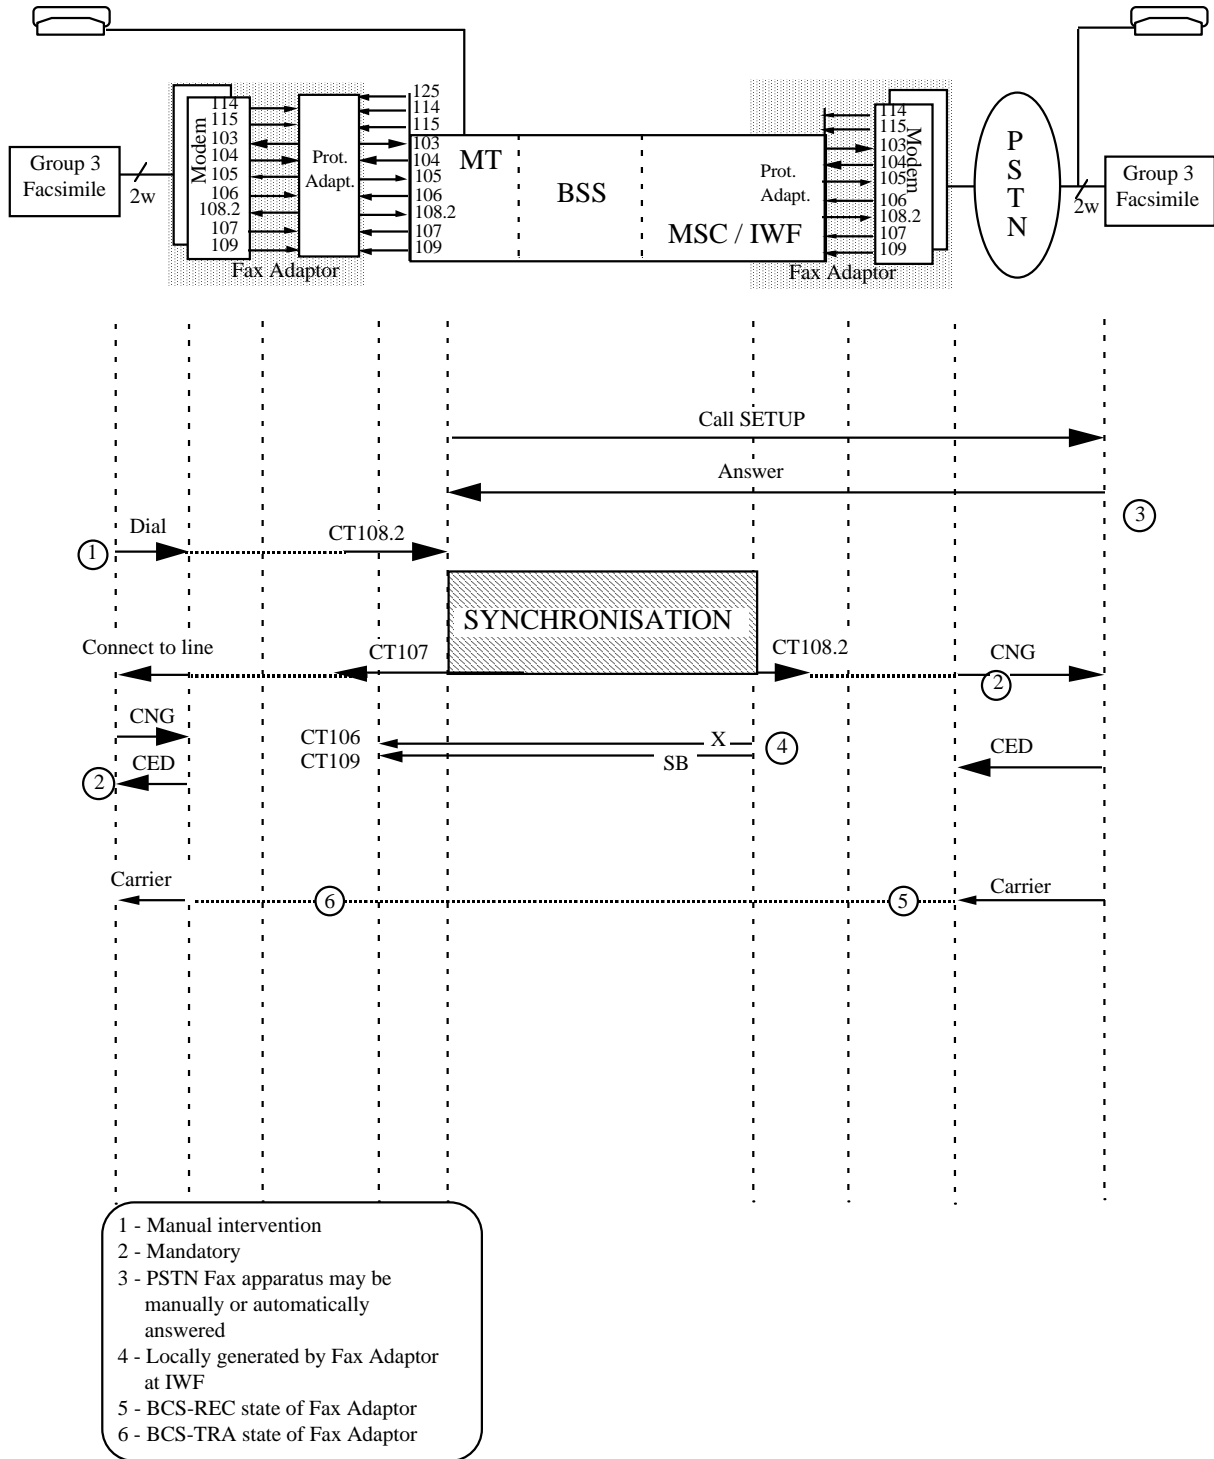 125
114
115
103
104
105
106
108.2
107
109
Modem
Prot.
Adapt.
Fax Adaptor
Group 3
Facsimile
2w
114
115
103
104
105
106
108.2
107
109
MT
BSS
MSC / IWF
Prot.
Adapt.
Fax Adaptor
114
115
103
104
105
106
108.2
107
109
Modem
P
S
T
N
2w
Group 3
Facsimile
Call SETUP
Answer
3
Dial
1
CT108.2
SYNCHRONISATION
Connect to line
CT107
CT108.2
CNG
2
CNG
CT106
X
4
CED
CT109
SB
CED
2
Carrier
6
5
Carrier
1 - Manual intervention
2 - Mandatory
3 - PSTN Fax apparatus may be
manually or automatically
answered
4 - Locally generated by Fax Adaptor
at IWF
5 - BCS-REC state of Fax Adaptor
6 - BCS-TRA state of Fax Adaptor